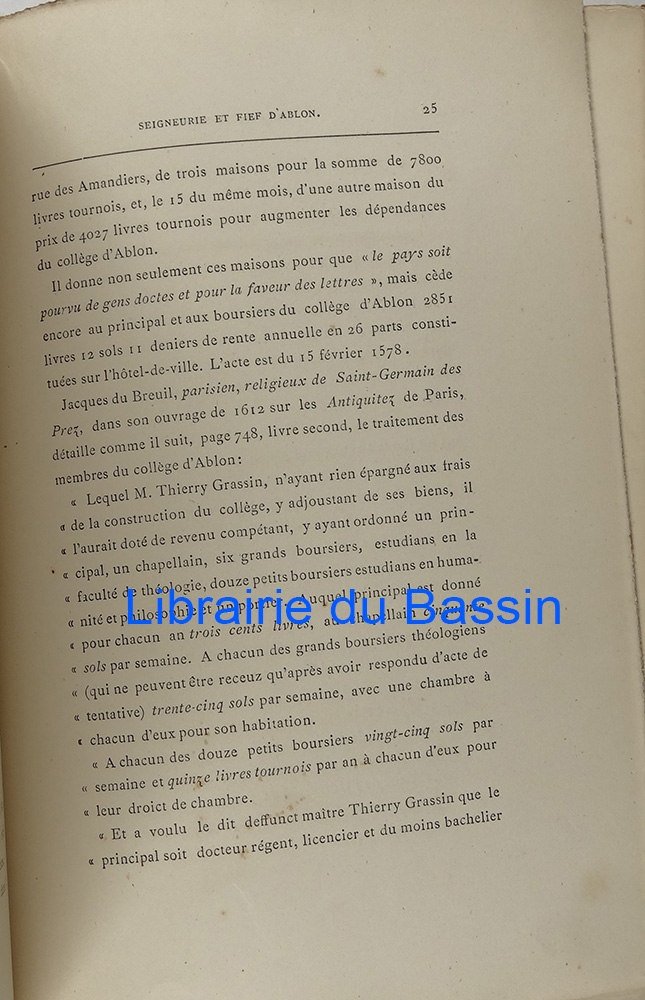 SEIGNEURIE ET FIEF D'ABLON. 25
rue des Amandiers, de trois maisons pour la somme de 7800
livres tournois, et, le 15 du même mois, d'une autre maison du
prix de 4027 livres tournois pour augmenter les dépendances
du collège d'Ablon.
Il donne non seulement ces maisons pour que « le pays soit
pourvu de gens doctes et pour la faveur des lettres », mais cède
encore au principal et aux boursiers du collège d'Ablon 2851
livres 12 sols 11 deniers de rente annuelle en 26 parts consti-
tuées sur l'hôtel-de-ville. L'acte est du 15 février 1578.
Jacques du Breuil, parisien, religieux de Saint-Germain des
Prez, dans son ouvrage de 1612 sur les Antiquitez de Paris,
détaille comme il suit, page 748, livre second, le traitement des
membres du collège d'Ablon:
« Lequel M. Thierry Grassin, n'ayant rien épargné aux frais
« de la construction du collège, y adjoustant de ses biens, il
« l'aurait doté de revenu compétant, y ayant ordonné un prin-
« cipal, un chapellain, six grands boursiers, estudians en la
« faculté de théologie, douze petits boursiers estudians en huma-
« nité et philosophie et un portier. Auquel principal est donné
« pour chacun an trois cents livres, au chapellain cinquante
« sols par semaine. A chacun des grands boursiers théologiens
« (qui ne peuvent être receuz qu'après avoir respondu d'acte de
« tentative) trente-cinq sols par semaine, avec une chambre à
« chacun d'eux pour son habitation.
« A chacun des douze petits boursiers vingt-cinq sols par
« semaine et quinze livres tournois par an à chacun d'eux pour
« leur droict de chambre.
« Et a voulu le dit deffunct maître Thierry Grassin que le
« principal soit docteur régent, licencier et du moins bachelier
Librairie du Bassin